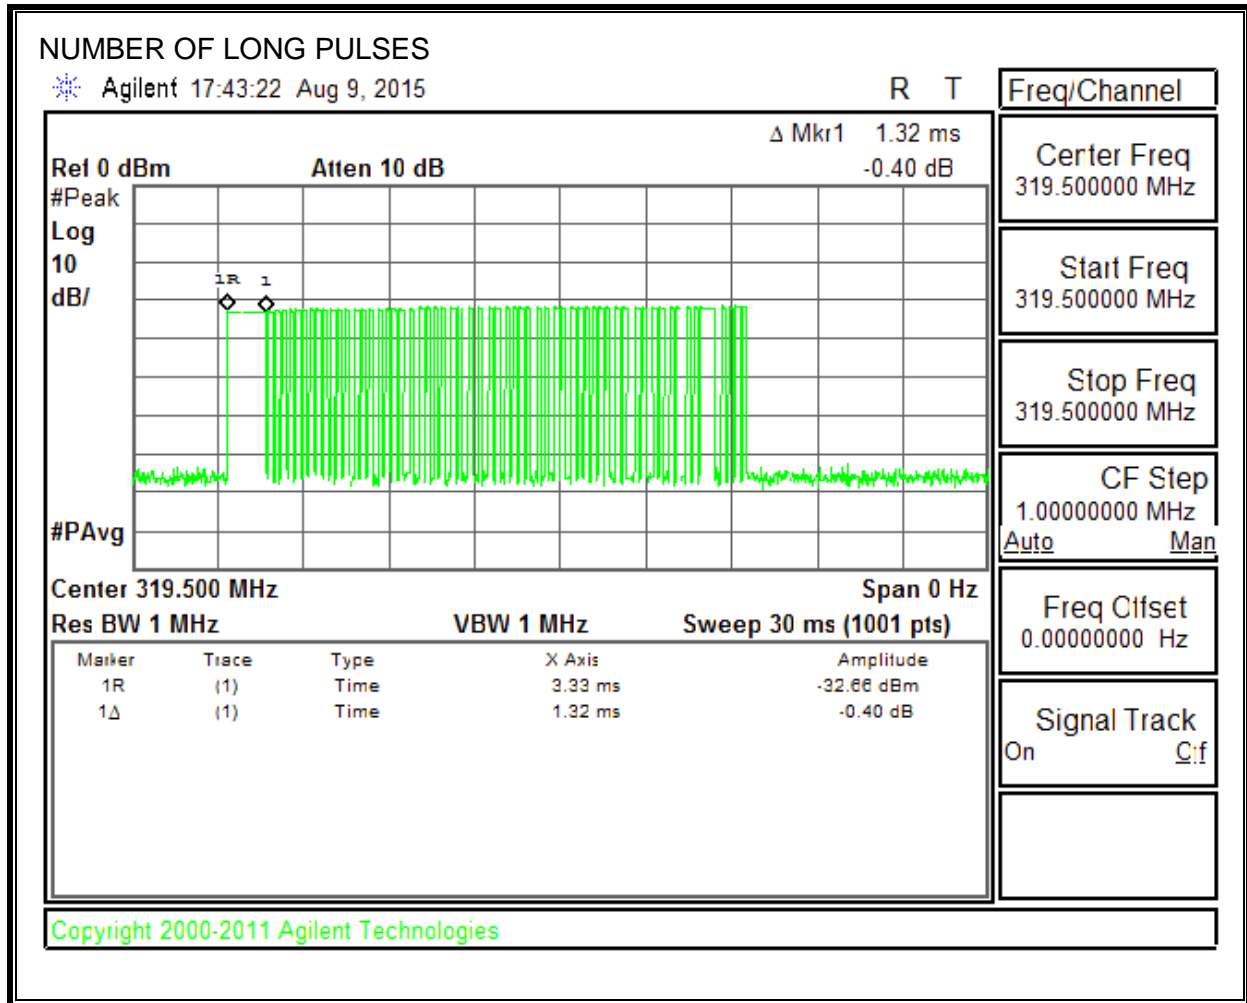 NUMBER OF LONG PULSES
Agilent 17:43:22 Aug 9, 2015 R T
Freq/Channel
Δ Mkr1 1.32 ms
Ref 0 dBm Atten 10 dB -0.40 dB
#Peak
Log
10
dB/
1R 1
#PAvg
Center 319.500 MHz Span 0 Hz
Res BW 1 MHz VBW 1 MHz Sweep 30 ms (1001 pts)
Marker Trace Type X Axis Amplitude
1R (1) Time 3.33 ms -32.66 dBm
1Δ (1) Time 1.32 ms -0.40 dB
Center Freq
319.500000 MHz
Start Freq
319.500000 MHz
Stop Freq
319.500000 MHz
CF Step
1.00000000 MHz
Auto Man
Freq Offset
0.00000000 Hz
Signal Track
On Off
Copyright 2000-2011 Agilent Technologies